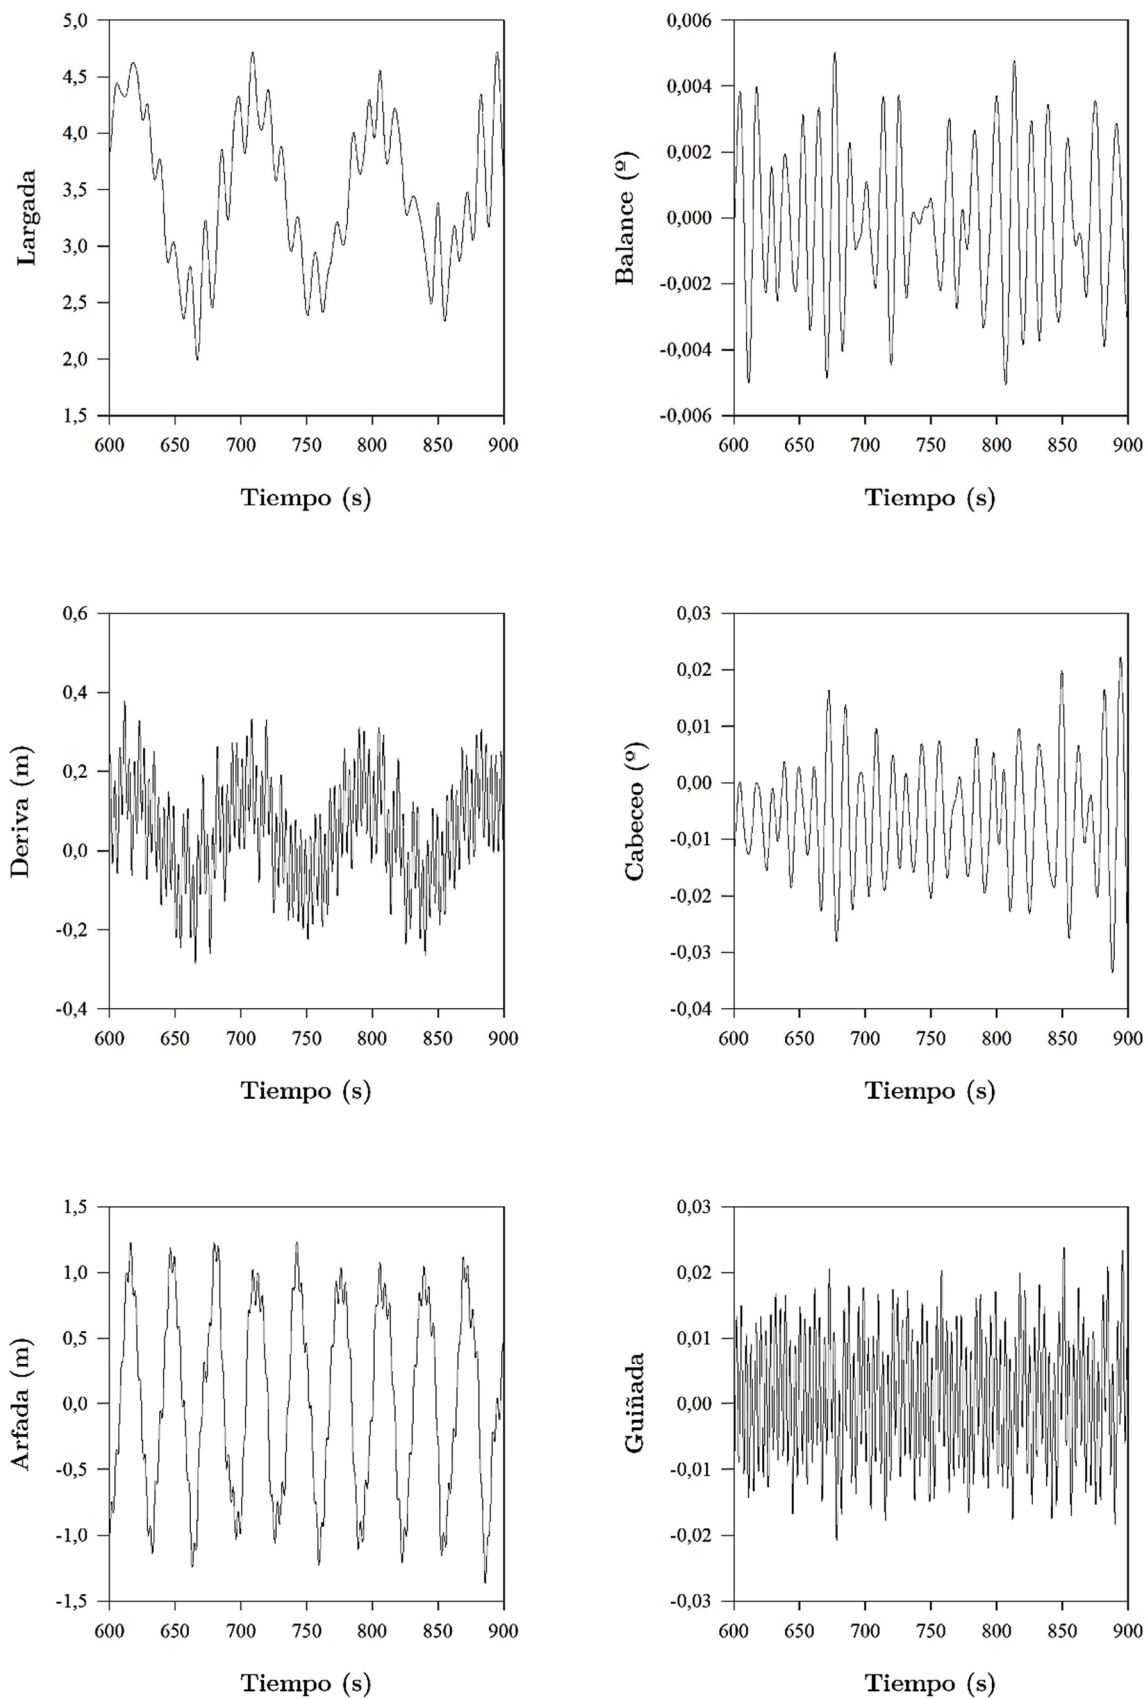 Largada
5,0
4,5
4,0
3,5
3,0
2,5
2,0
1,5
600 650 700 750 800 850 900
Tiempo (s)
Balance (º)
0,006
0,004
0,002
0,000
-0,002
-0,004
-0,006
600 650 700 750 800 850 900
Tiempo (s)
Deriva (m)
0,6
0,4
0,2
0,0
-0,2
-0,4
600 650 700 750 800 850 900
Tiempo (s)
Cabeceo (º)
0,03
0,02
0,01
0,00
-0,01
-0,02
-0,03
-0,04
600 650 700 750 800 850 900
Tiempo (s)
Arfada (m)
1,5
1,0
0,5
0,0
-0,5
-1,0
-1,5
600 650 700 750 800 850 900
Tiempo (s)
Guiñada
0,03
0,02
0,01
0,00
-0,01
-0,02
-0,03
600 650 700 750 800 850 900
Tiempo (s)